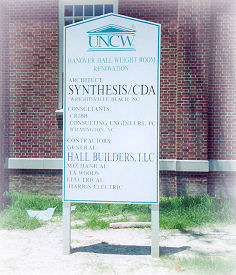 UNCW
HANOVER HALL WEIGHT ROOM
RENOVATION
ARCHITECT
SYNTHESIS/CDA
WRIGHTSVILLE BEACH, NC
CONSULTANTS:
CBHH
CONSULTING ENGINEERS, PC
WILMINGTON, NC
CONTRACTORS:
GENERAL:
HALL BUILDERS, LLC
MECHANICAL:
TA WOODS
ELECTRICAL:
HARRIS ELECTRIC